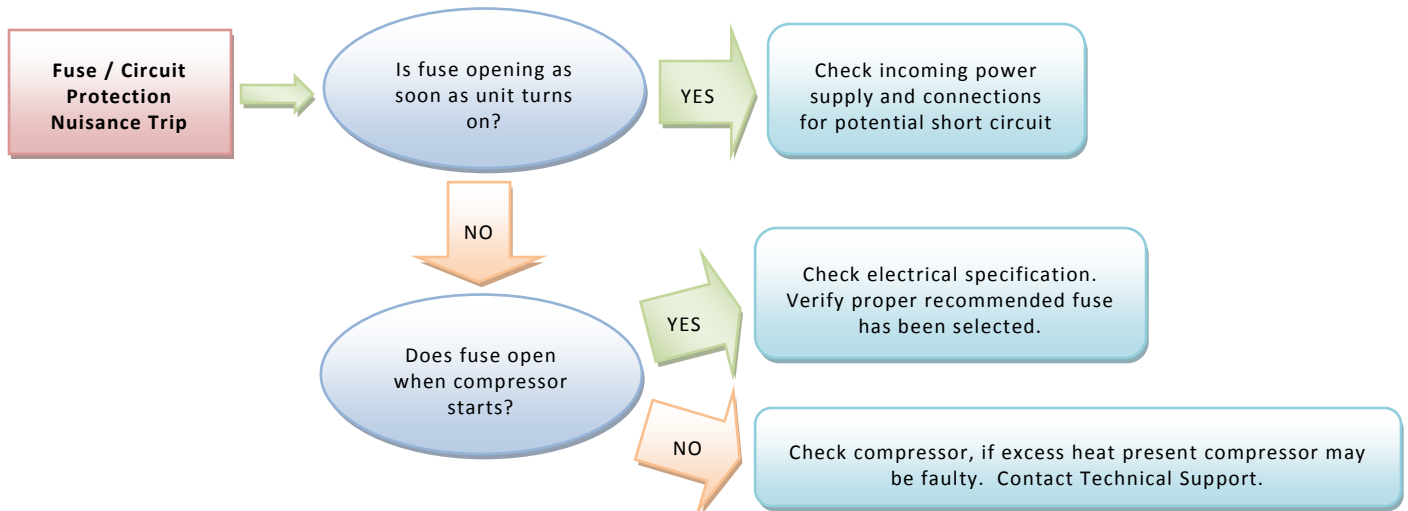 Fuse / Circuit
Protection
Nuisance Trip
Is fuse opening as
soon as unit turns
on?
YES
Check incoming power
supply and connections
for potential short circuit
NO
Does fuse open
when compressor
starts?
YES
Check electrical specification.
Verify proper recommended fuse
has been selected.
NO
Check compressor, if excess heat present compressor may
be faulty.  Contact Technical Support.